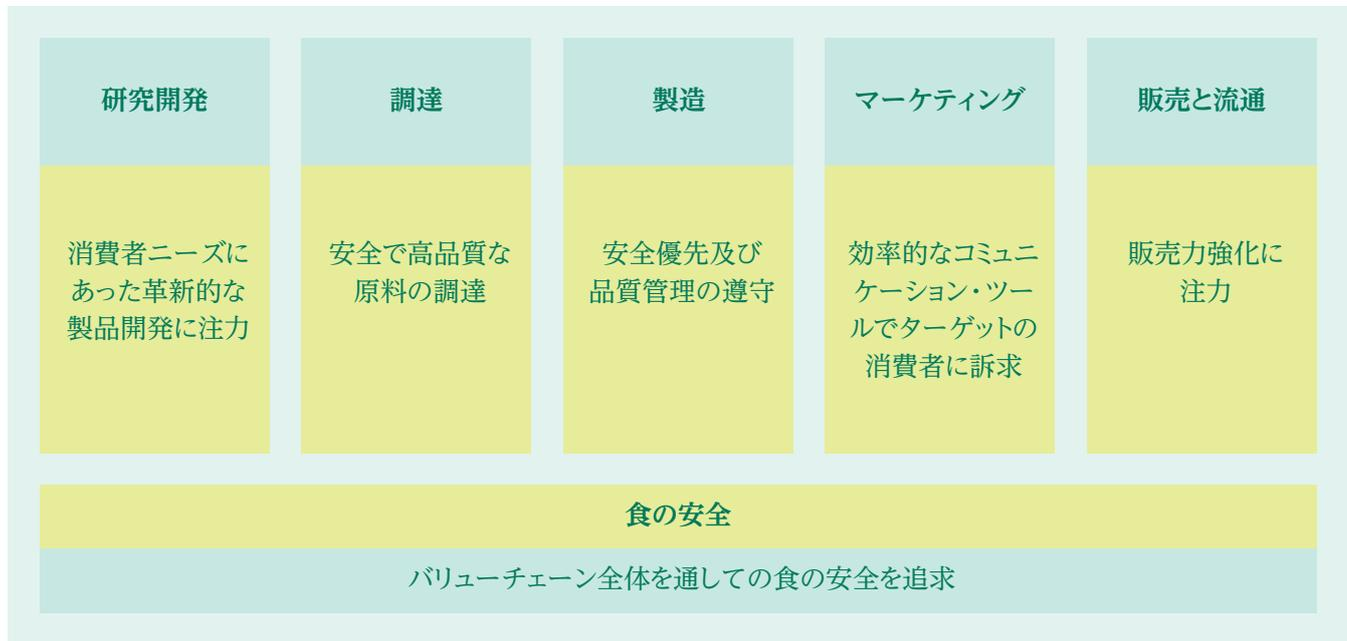 研究開発
調達
製造
マーケティング
販売と流通
消費者ニーズに
あった革新的な
製品開発に注力
安全で高品質な
原料の調達
安全優先及び
品質管理の遵守
効率的なコミュニ
ケーション・ツー
ルでターゲットの
消費者に訴求
販売力強化に
注力
食の安全
バリューチェーン全体を通しての食の安全を追求